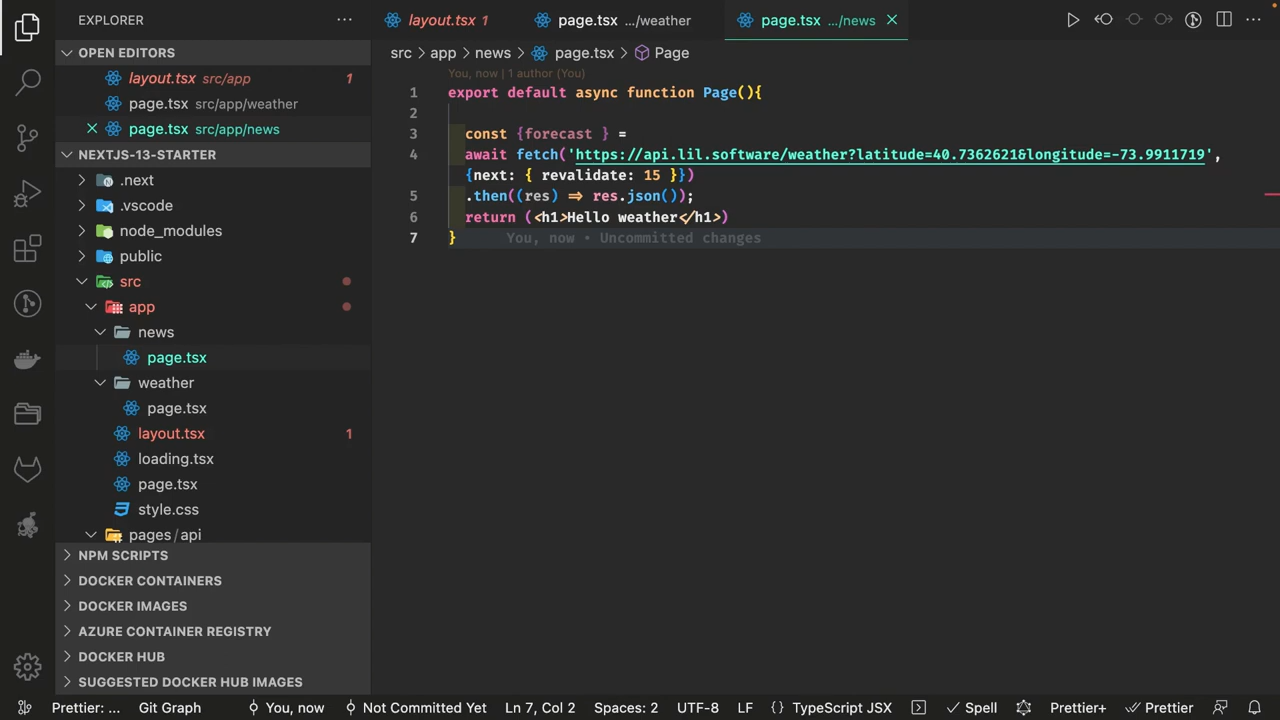 EXPLORER
layout.tsx 1
page.tsx .../weather
page.tsx .../news
OPEN EDITORS
layout.tsx src/app 1
page.tsx src/app/weather
page.tsx src/app/news
NEXTJS-13-STARTER
.next
.vscode
node_modules
public
src
app
news
page.tsx
weather
page.tsx
layout.tsx 1
loading.tsx
page.tsx
style.css
pages/api
NPM SCRIPTS
DOCKER CONTAINERS
DOCKER IMAGES
AZURE CONTAINER REGISTRY
DOCKER HUB
SUGGESTED DOCKER HUB IMAGES
src > app > news > page.tsx > Page
You, now | 1 author (You)
1 export default async function Page(){
2
3 const {forecast } =
4 await fetch('https://api.lil.software/weather?latitude=40.7362621&longitude=-73.9911719',
{next: { revalidate: 15 }})
5 .then((res) => res.json());
6 return (<h1>Hello weather</h1>)
7 } You, now • Uncommitted changes
Prettier: ... Git Graph You, now Not Committed Yet Ln 7, Col 2 Spaces: 2 UTF-8 LF {} TypeScript JSX Spell Prettier+ Prettier